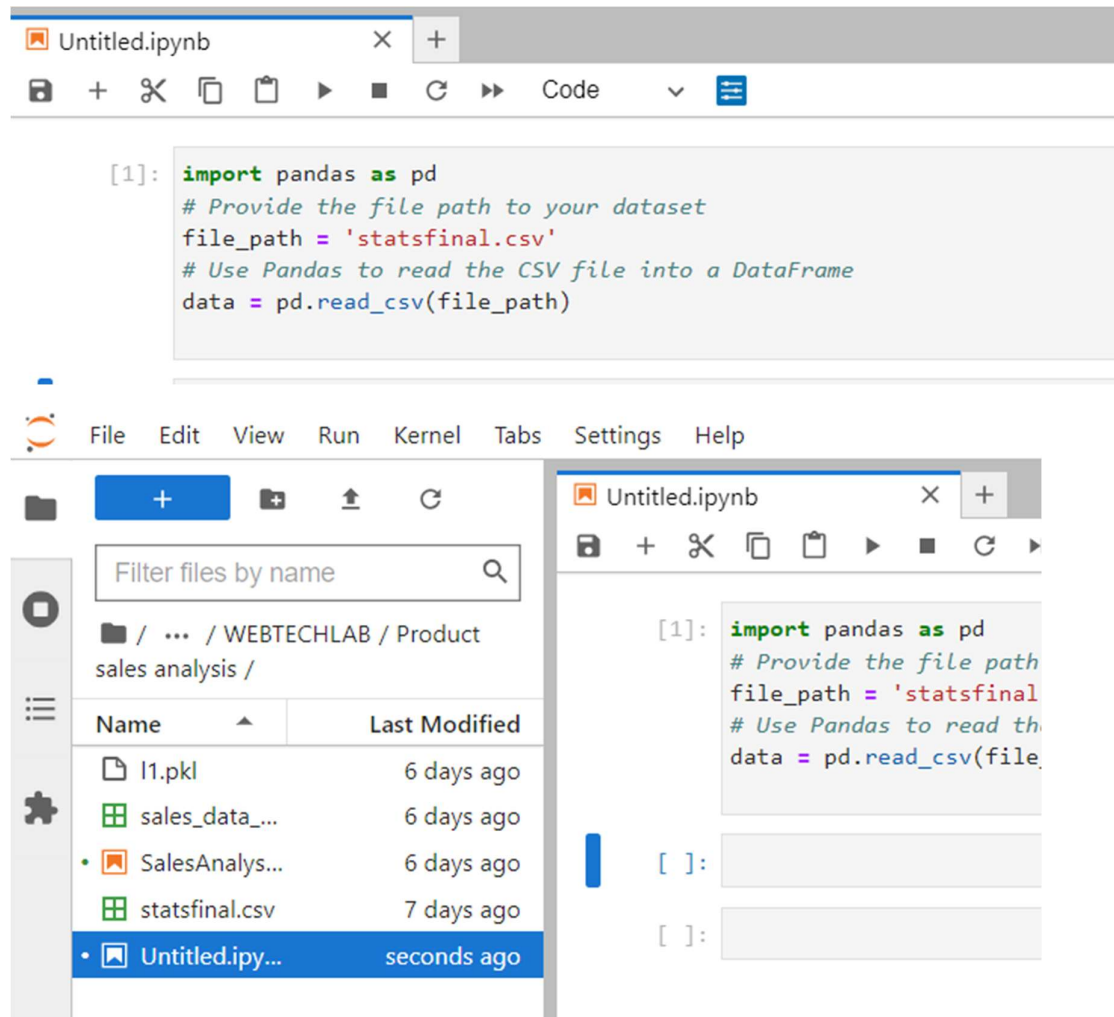 Untitled.ipynb
Code
[1]:
import pandas as pd
# Provide the file path to your dataset
file_path = 'statsfinal.csv'
# Use Pandas to read the CSV file into a DataFrame
data = pd.read_csv(file_path)
File Edit View Run Kernel Tabs Settings Help
Filter files by name
/ ··· / WEBTECHLAB / Product
sales analysis /
Name Last Modified
l1.pkl 6 days ago
sales_data_... 6 days ago
SalesAnalys... 6 days ago
statsfinal.csv 7 days ago
Untitled.ipy... seconds ago
Untitled.ipynb
[1]:
import pandas as pd
# Provide the file path
file_path = 'statsfinal
# Use Pandas to read th
data = pd.read_csv(file_
[ ]:
[ ]: